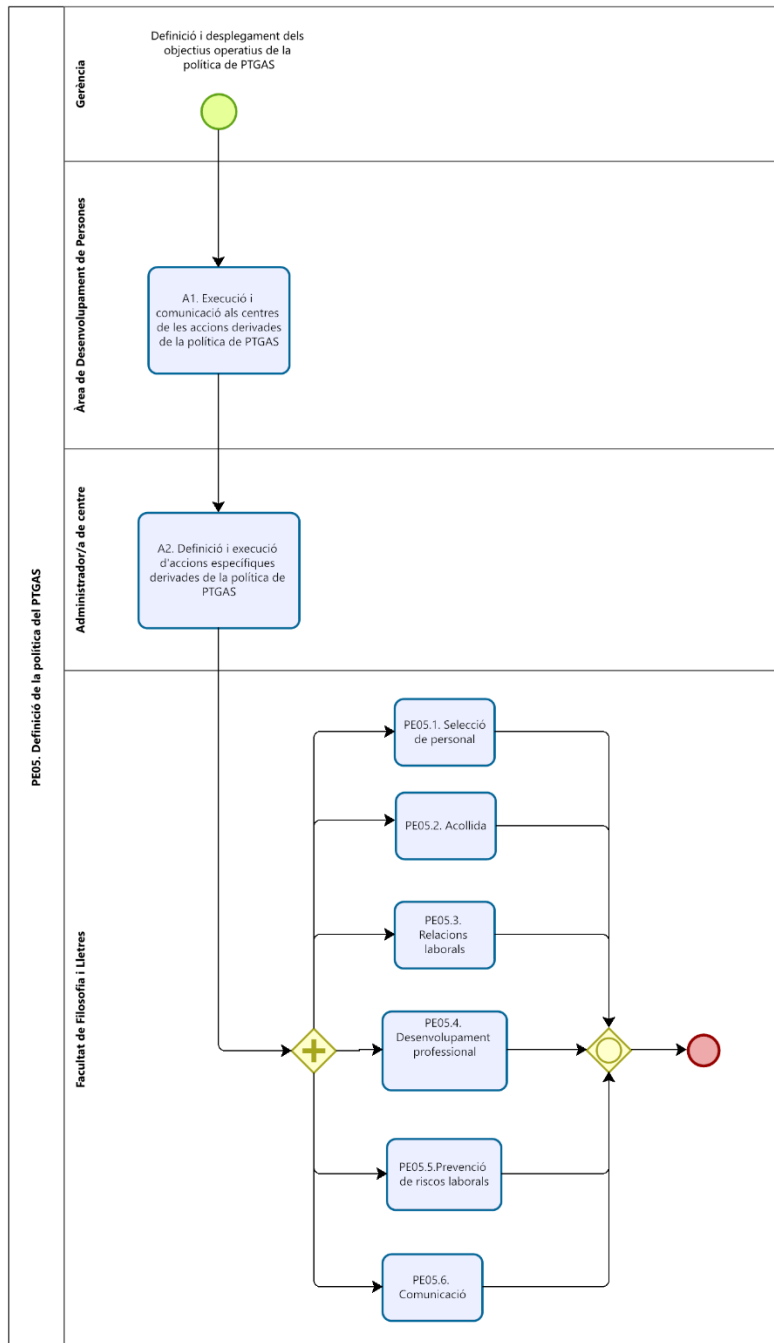 PE05. Definició de la política del PTGAS
Gerència
Definició i desplegament dels
objectius operatius de la
política de PTGAS
Àrea de Desenvolupament de Persones
A1. Execució i
comunicació als centres
de les accions derivades
de la política de PTGAS
Administrador/a de centre
A2. Definició i execució
d'accions específiques
derivades de la política de
PTGAS
Facultat de Filosofia i Lletres
PE05.1. Selecció
de personal
PE05.2. Acollida
PE05.3.
Relacions
laborals
PE05.4.
Desenvolupament
professional
PE05.5.Prevenció
de riscos laborals
PE05.6.
Comunicació